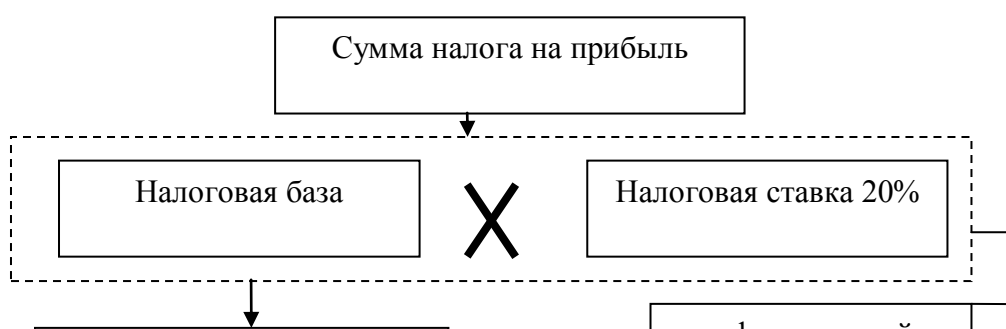 Сумма налога на прибыль
Налоговая база
Налоговая ставка 20%